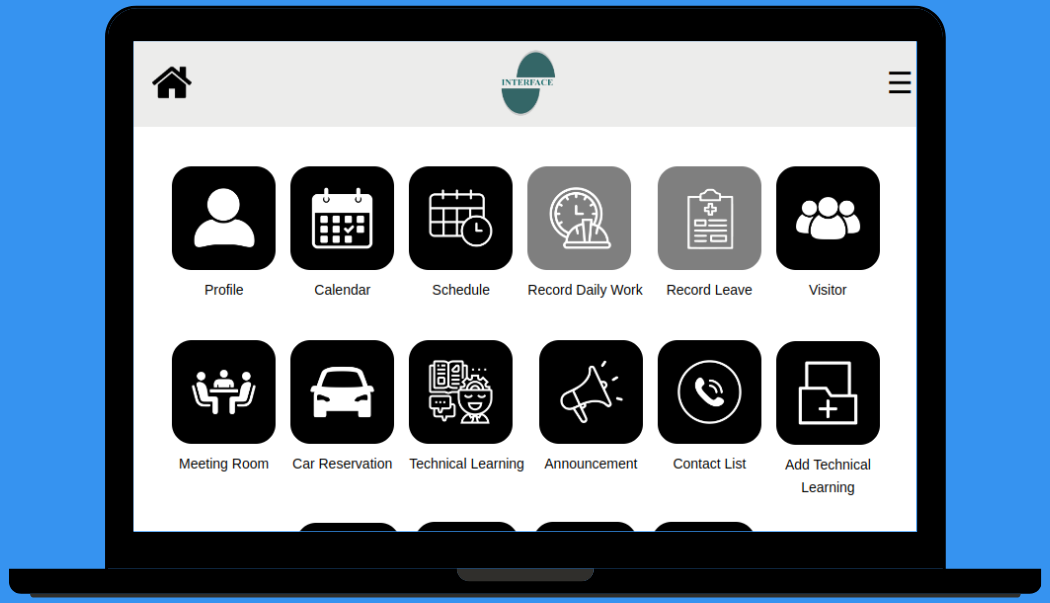 INTERFACE
Profile
Calendar
Schedule
Record Daily Work
Record Leave
Visitor
Meeting Room
Car Reservation
Technical Learning
Announcement
Contact List
Add Technical
Learning